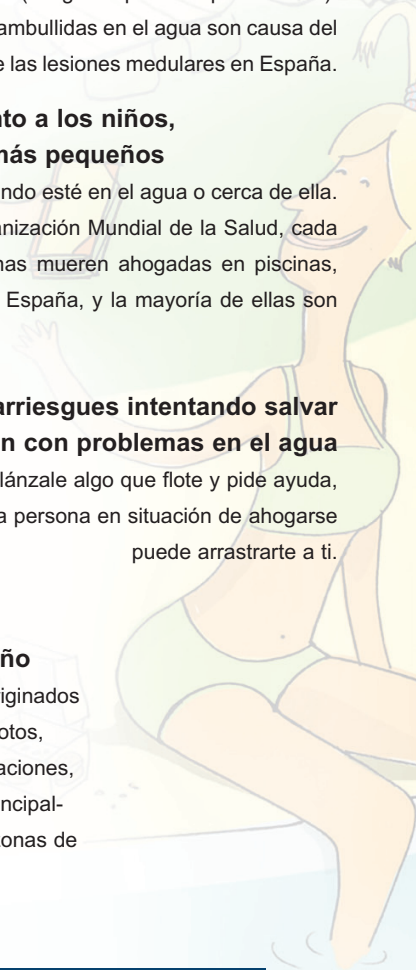 ambullidas en el agua son causa del
e las lesiones medulares en España.
nto a los niños,
más pequeños
ndo esté en el agua o cerca de ella.
anización Mundial de la Salud, cada
nas mueren ahogadas en piscinas,
España, y la mayoría de ellas son
arriesgues intentando salvar
n con problemas en el agua
lánzale algo que flote y pide ayuda,
a persona en situación de ahogarse
puede arrastrarte a ti.
ño
riginados
otos,
aciones,
ncipal-
onas de